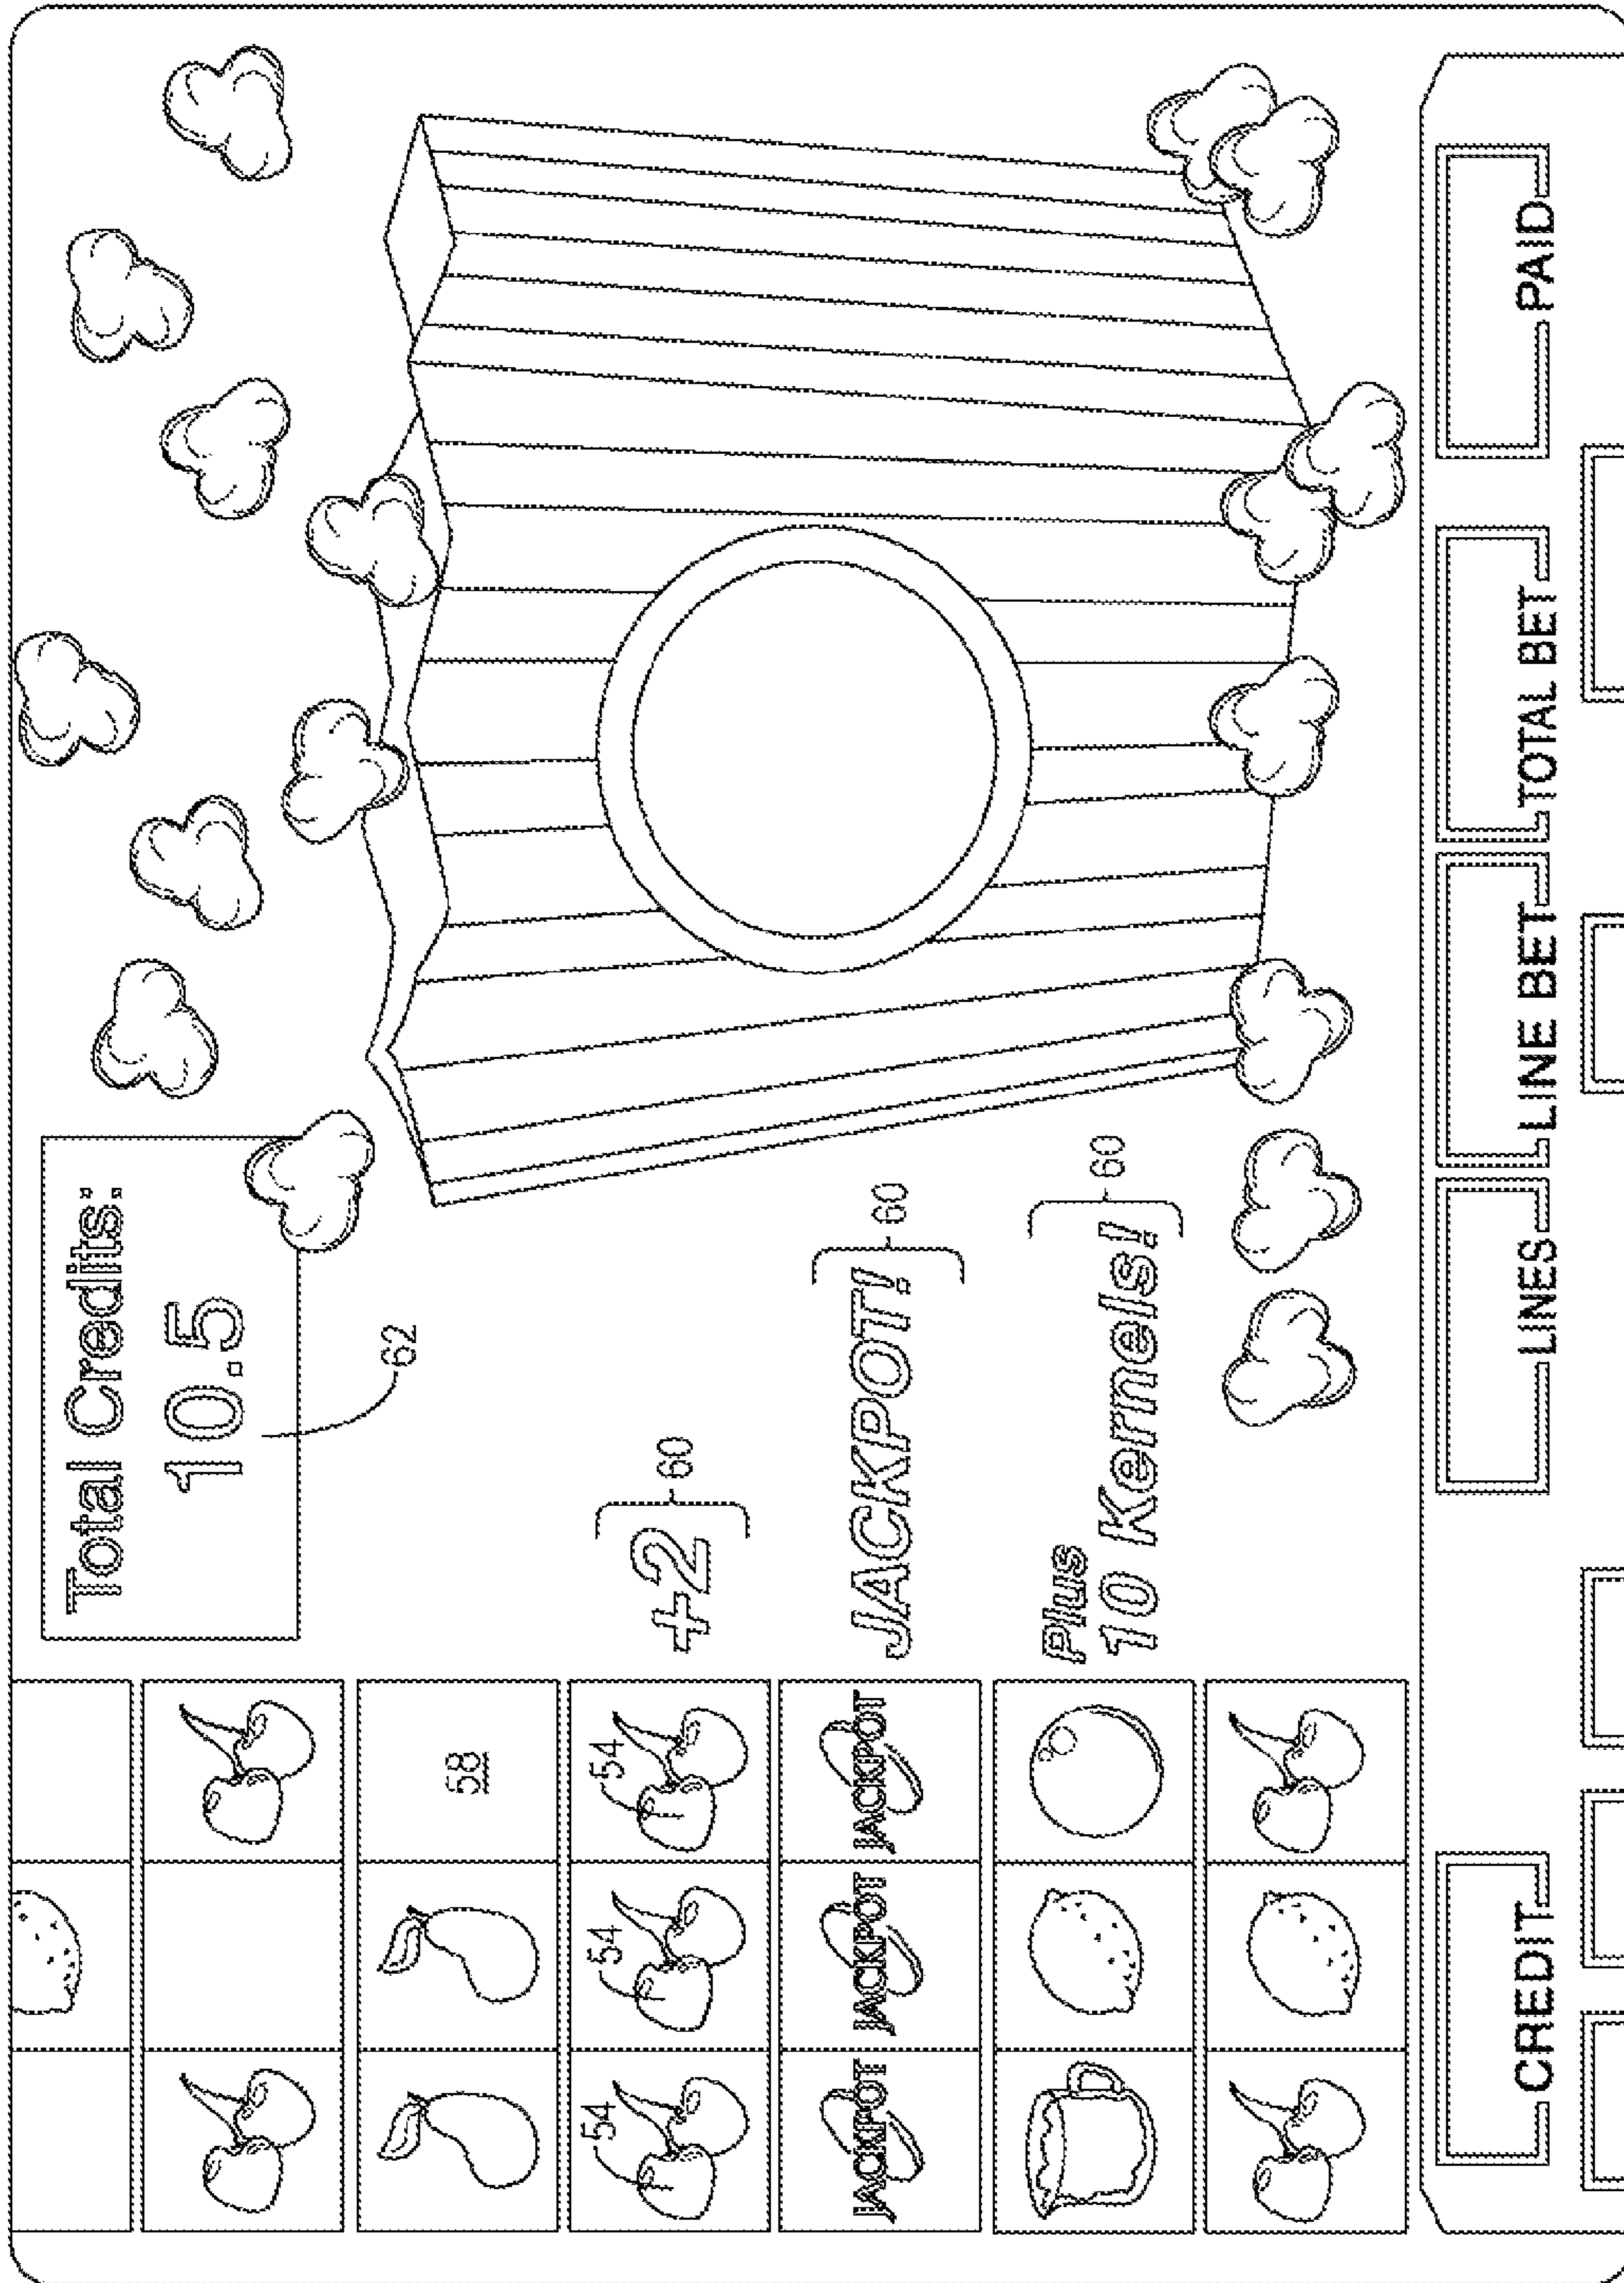 Total Credits:
10.5
62
58
54 54 54
+2
60
JACKPOT JACKPOT JACKPOT
JACKPOT!
60
Plus
10 Kernels!
60
CREDIT
LINES
LINE BET
TOTAL BET
PAID